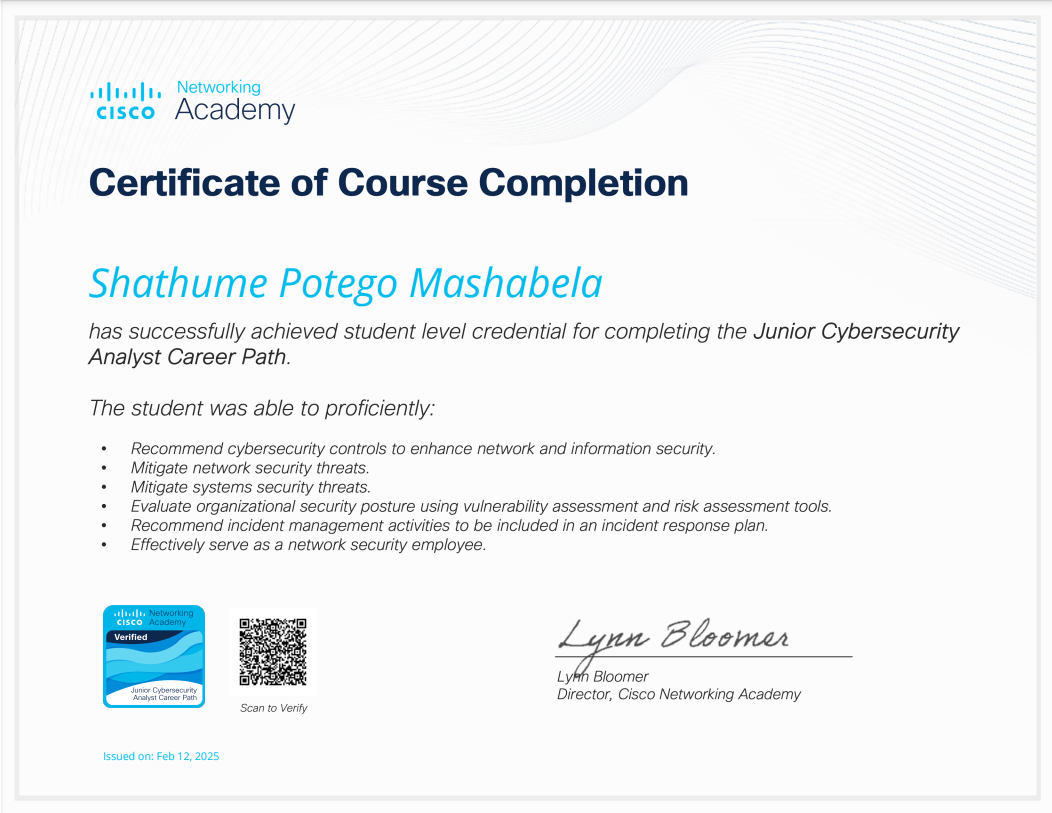 Networking
CISCO Academy
Certificate of Course Completion
Shathume Potego Mashabela
has successfully achieved student level credential for completing the Junior Cybersecurity
Analyst Career Path.
The student was able to proficiently:
• Recommend cybersecurity controls to enhance network and information security.
• Mitigate network security threats.
• Mitigate systems security threats.
• Evaluate organizational security posture using vulnerability assessment and risk assessment tools.
• Recommend incident management activities to be included in an incident response plan.
• Effectively serve as a network security employee.
Networking
CISCO Academy
Verified
Junior Cybersecurity
Analyst Career Path
Scan to Verify
Lynn Bloomer
Lynn Bloomer
Director, Cisco Networking Academy
Issued on: Feb 12, 2025